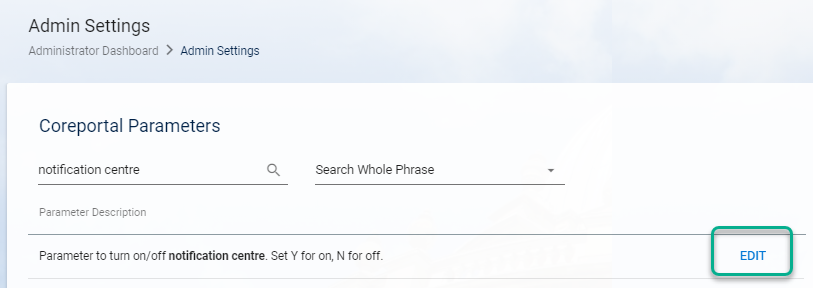 Admin Settings
Administrator Dashboard > Admin Settings
Coreportal Parameters
notification centre Search Whole Phrase
Parameter Description
Parameter to turn on/off notification centre. Set Y for on, N for off. EDIT